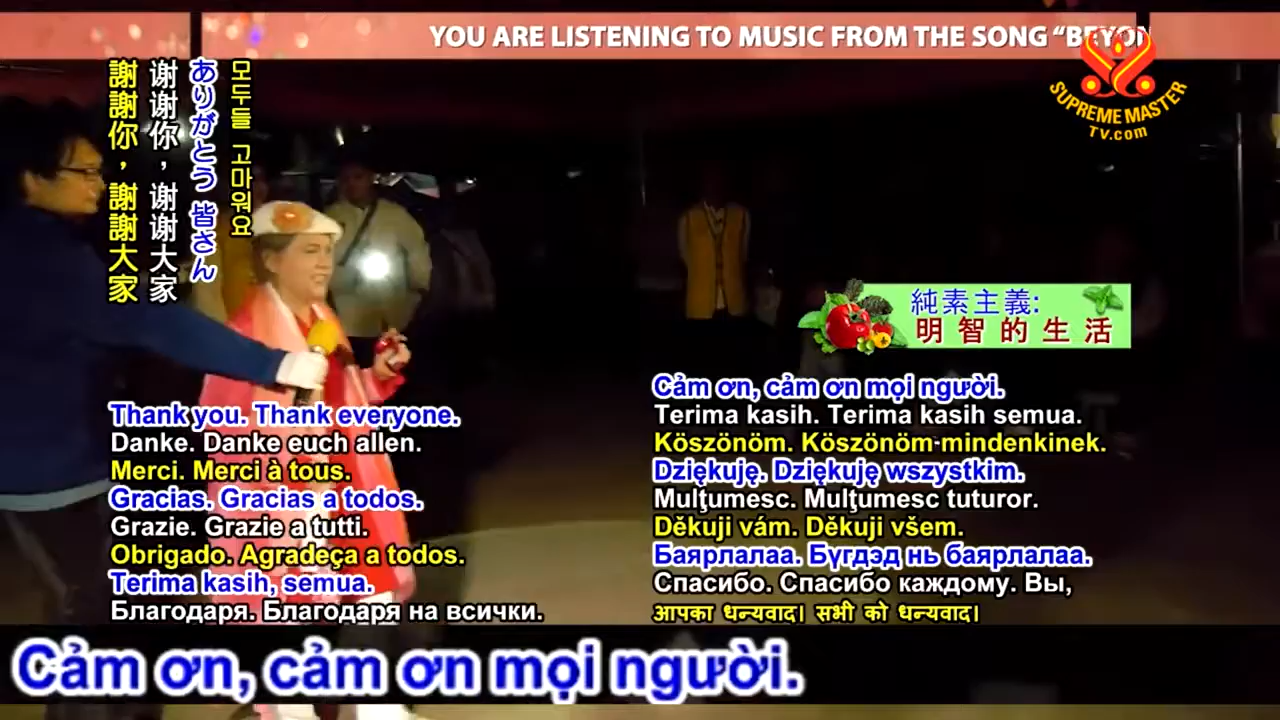 YOU ARE LISTENING TO MUSIC FROM THE SONG “BEYON
SUPREME MASTER
TV.com
謝謝你，謝謝大家
谢谢你，谢谢大家
ありがとう 皆さん
모두들 고마워요
純素主義:
明智的生活
Thank you. Thank everyone.
Danke. Danke euch allen.
Merci. Merci à tous.
Gracias. Gracias a todos.
Grazie. Grazie a tutti.
Obrigado. Agradeça a todos.
Terima kasih, semua.
Благодаря. Благодаря на всички.
Cảm ơn, cảm ơn mọi người.
Terima kasih. Terima kasih semua.
Köszönöm. Köszönöm-mindenkinek.
Dziękuję. Dziękuję wszystkim.
Mulţumesc. Mulţumesc tuturor.
Děkuji vám. Děkuji všem.
Баярлалаа. Бүгдэд нь баярлалаа.
Спасибо. Спасибо каждому. Вы,
आपका धन्यवाद। सभी को धन्यवाद।
Cảm ơn, cảm ơn mọi người.